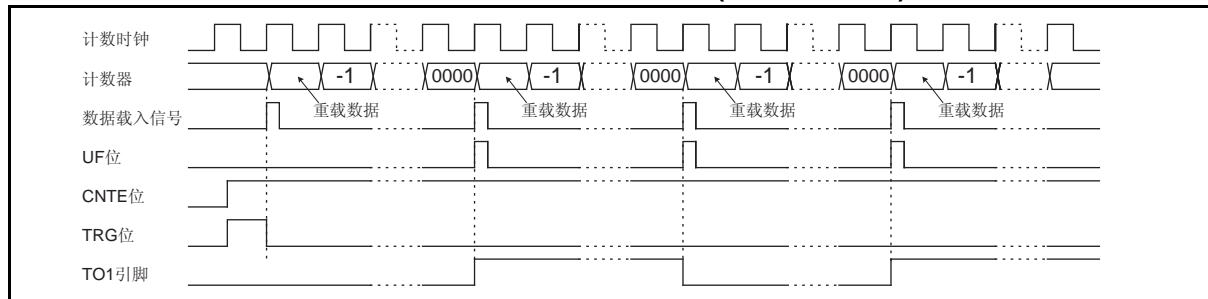 计数时钟
计数器 -1 0000 -1 0000 -1 0000 -1
重载数据 重载数据 重载数据 重载数据
数据载入信号
UF位
CNTE位
TRG位
TO1引脚